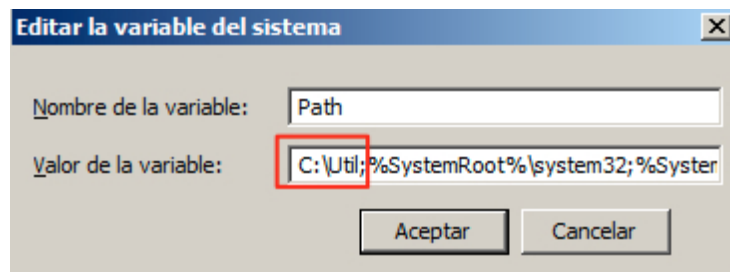 Editar la variable del sistema
Nombre de la variable: Path
Valor de la variable: C:\Util;%SystemRoot%\system32;%System
Aceptar Cancelar